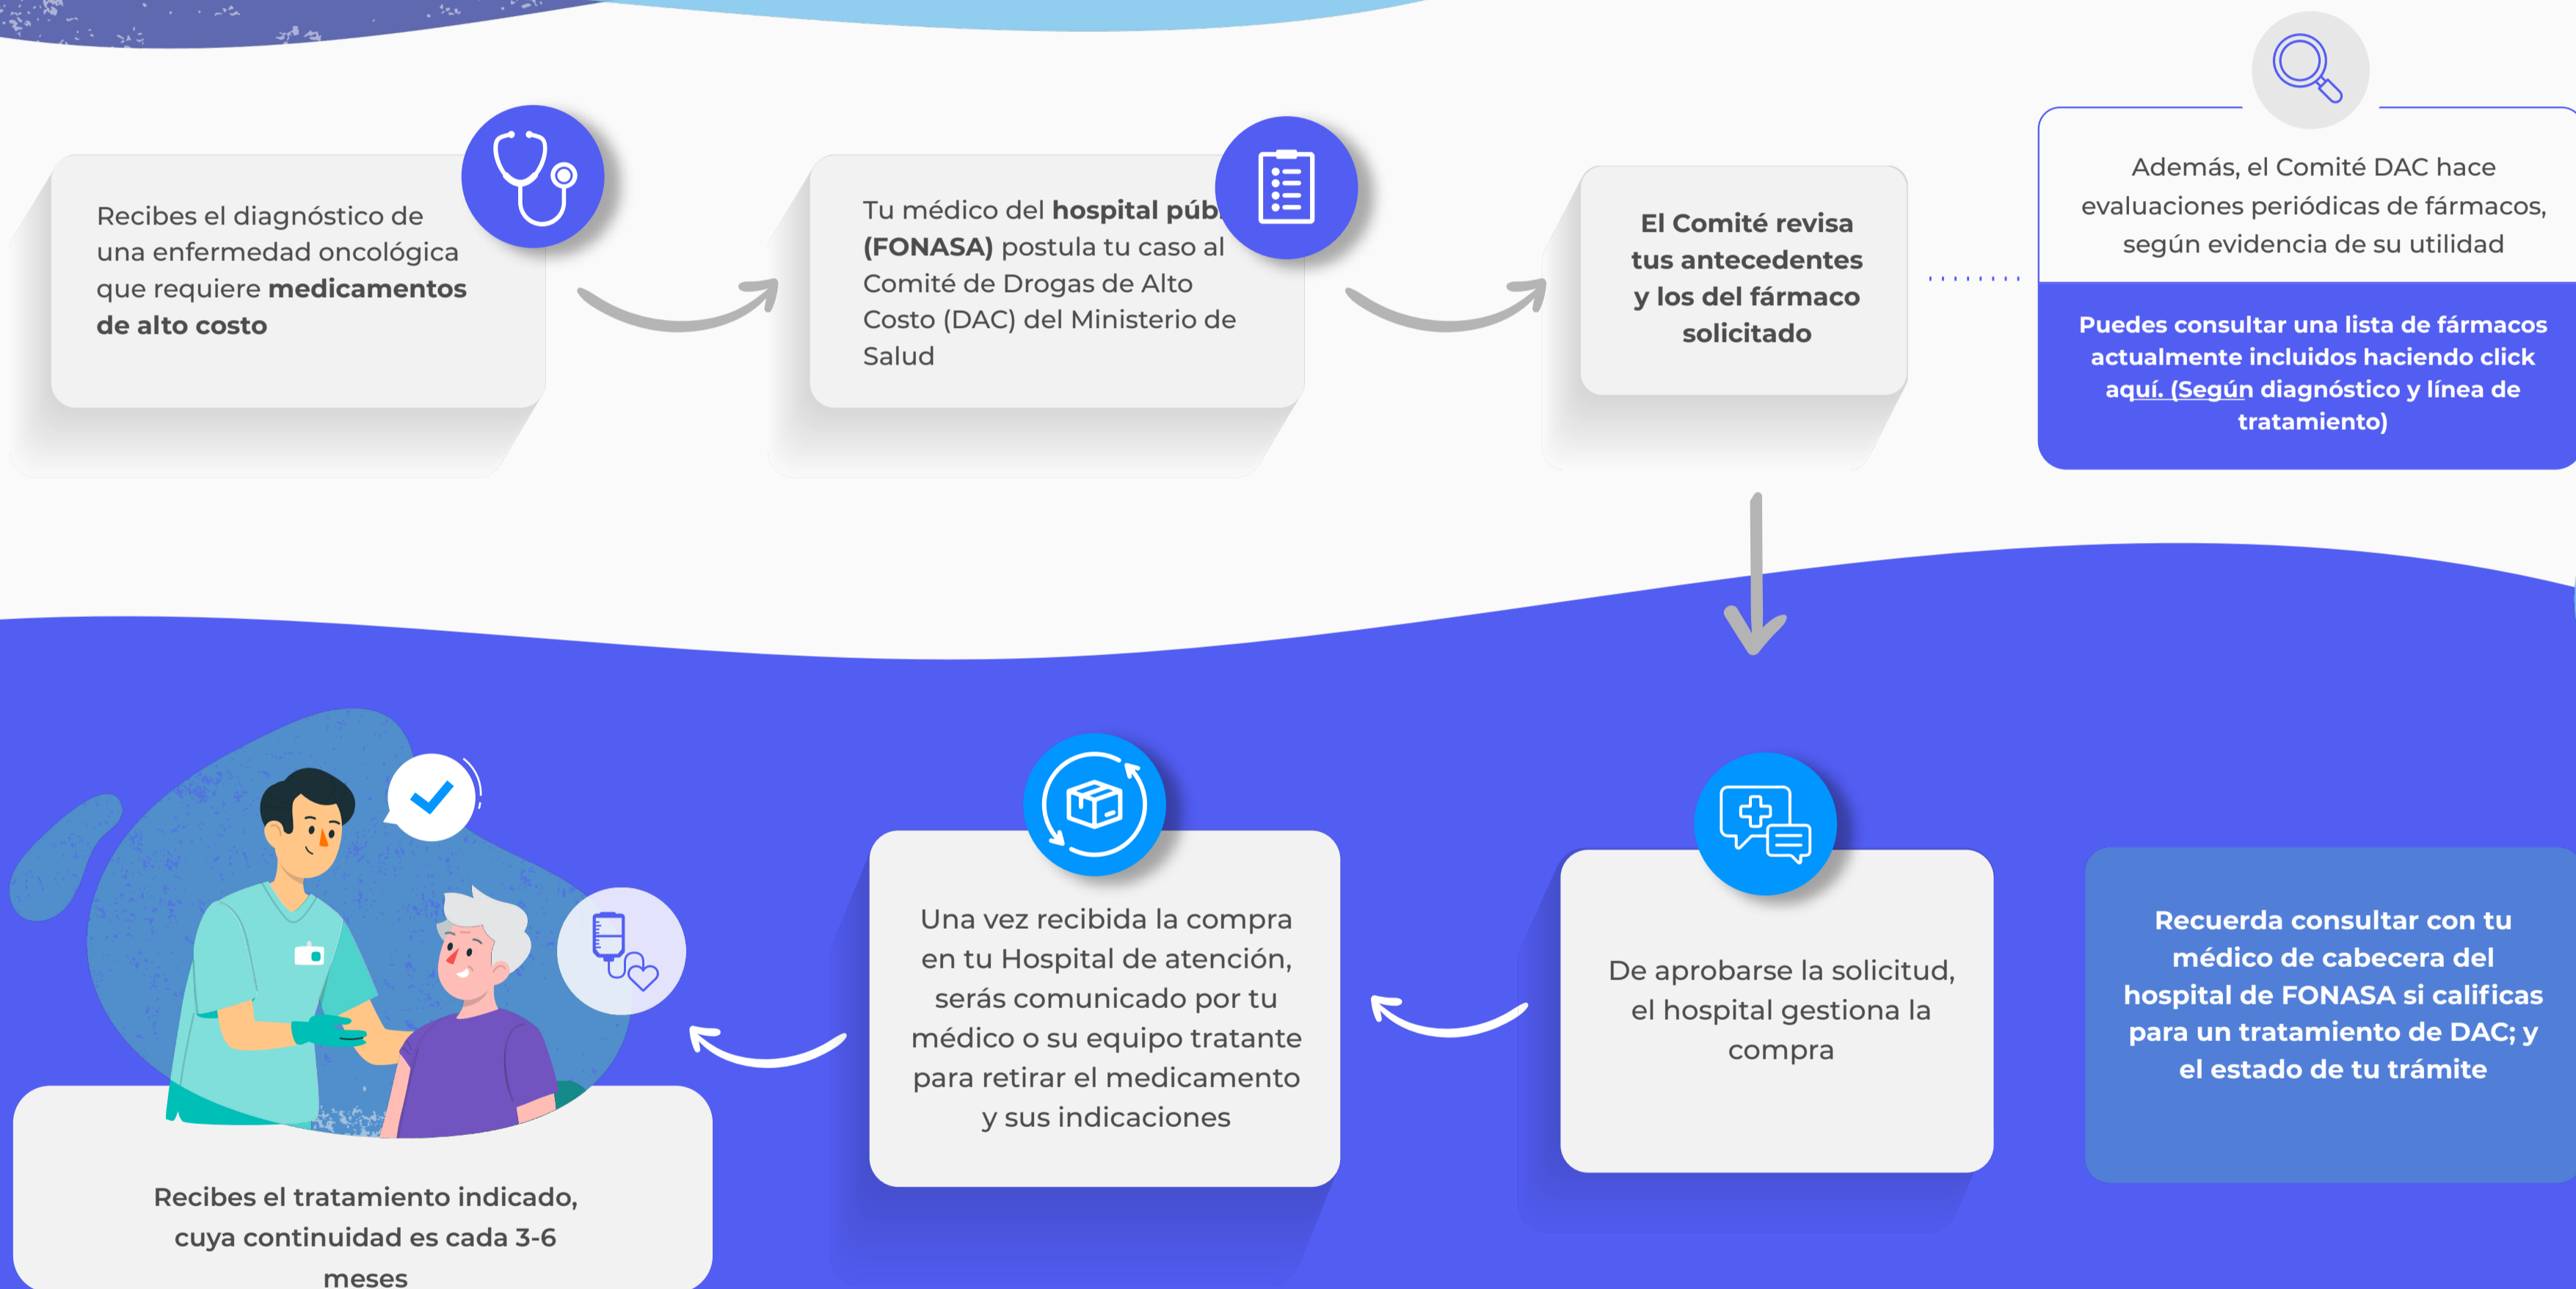 Recibes el diagnóstico de
una enfermedad oncológica
que requiere medicamentos
de alto costo
Tu médico del hospital púb
(FONASA) postula tu caso al
Comité de Drogas de Alto
Costo (DAC) del Ministerio de
Salud
El Comité revisa
tus antecedentes
y los del fármaco
solicitado
Además, el Comité DAC hace
evaluaciones periódicas de fármacos,
según evidencia de su utilidad
Puedes consultar una lista de fármacos
actualmente incluidos haciendo click
aquí. (Según diagnóstico y línea de
tratamiento)
Recuerda consultar con tu
médico de cabecera del
hospital de FONASA si calificas
para un tratamiento de DAC; y
el estado de tu trámite
De aprobarse la solicitud,
el hospital gestiona la
compra
Una vez recibida la compra
en tu Hospital de atención,
serás comunicado por tu
médico o su equipo tratante
para retirar el medicamento
y sus indicaciones
Recibes el tratamiento indicado,
cuya continuidad es cada 3-6
meses